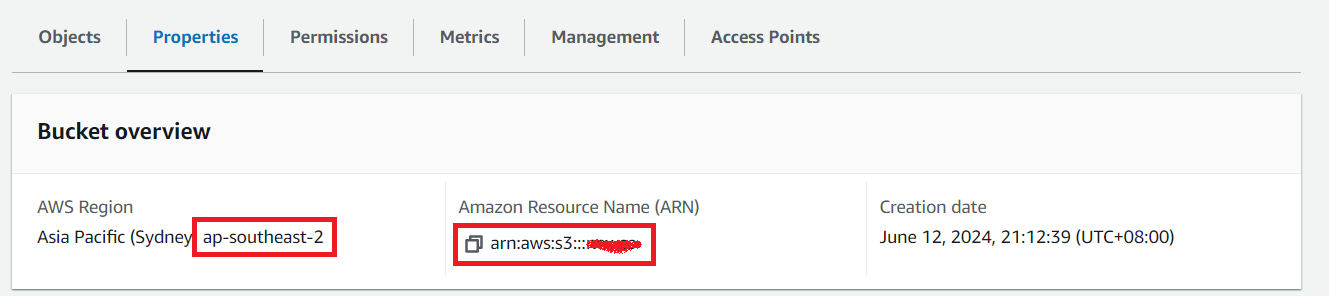 Objects Properties Permissions Metrics Management Access Points
Bucket overview
AWS Region Amazon Resource Name (ARN) Creation date
Asia Pacific (Sydney ap-southeast-2 arn:aws:s3::: June 12, 2024, 21:12:39 (UTC+08:00)